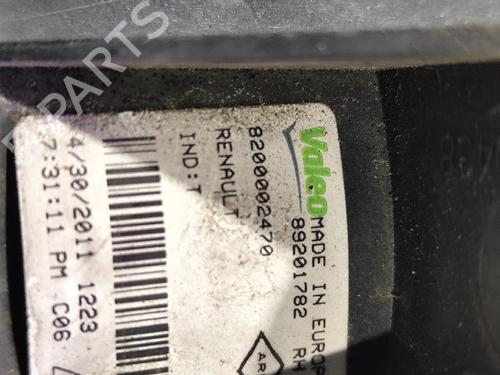 Valeo MADE IN EUROP
89201782 RH
8200002470
RENAULT
IND:T
4/30/2011 1223
7:31:11 PM C06
PARTS